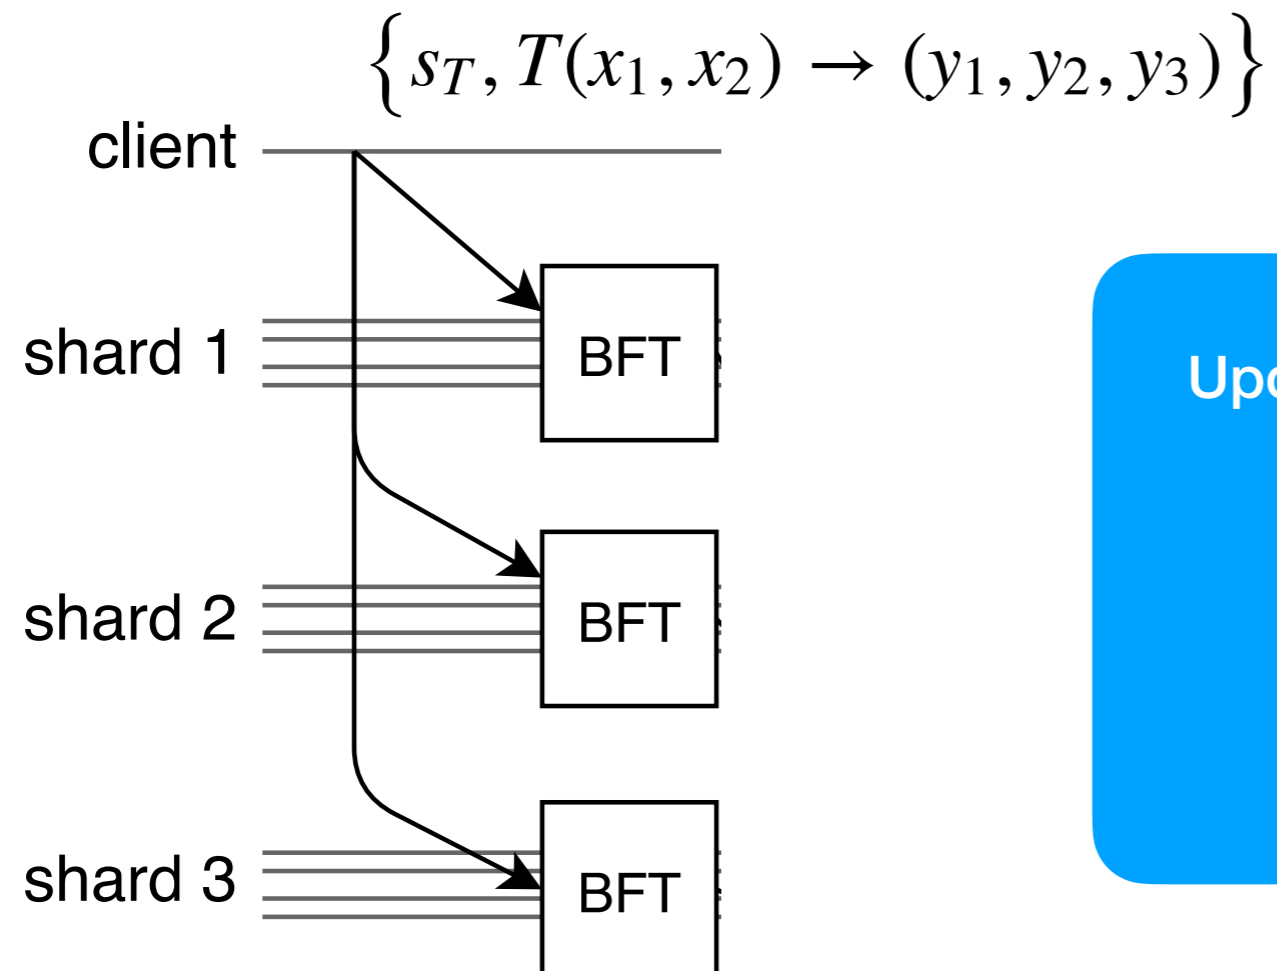 {s_T, T(x_1, x_2) → (y_1, y_2, y_3)}
client
shard 1
BFT
shard 2
BFT
shard 3
BFT